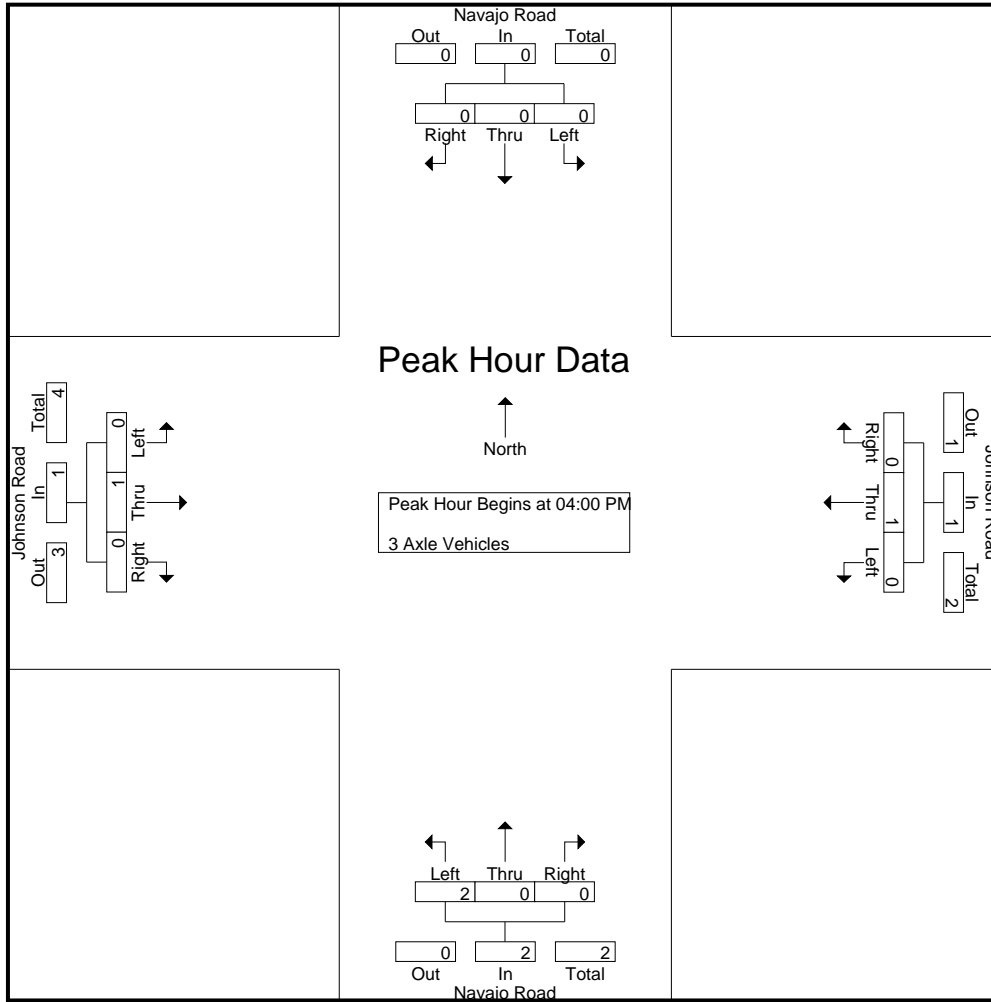 Navajo Road
Out In Total
0 0 0
0 0 0
Right Thru Left
Peak Hour Data
North
Peak Hour Begins at 04:00 PM
3 Axle Vehicles
Johnson Road
Out In Total
3 1 4
0 1 0
Right Thru Left
Johnson Road
Out In Total
1 1 2
0 1 0
Right Thru Left
Left Thru Right
2 0 0
0 2 2
Out In Total
Navajo Road